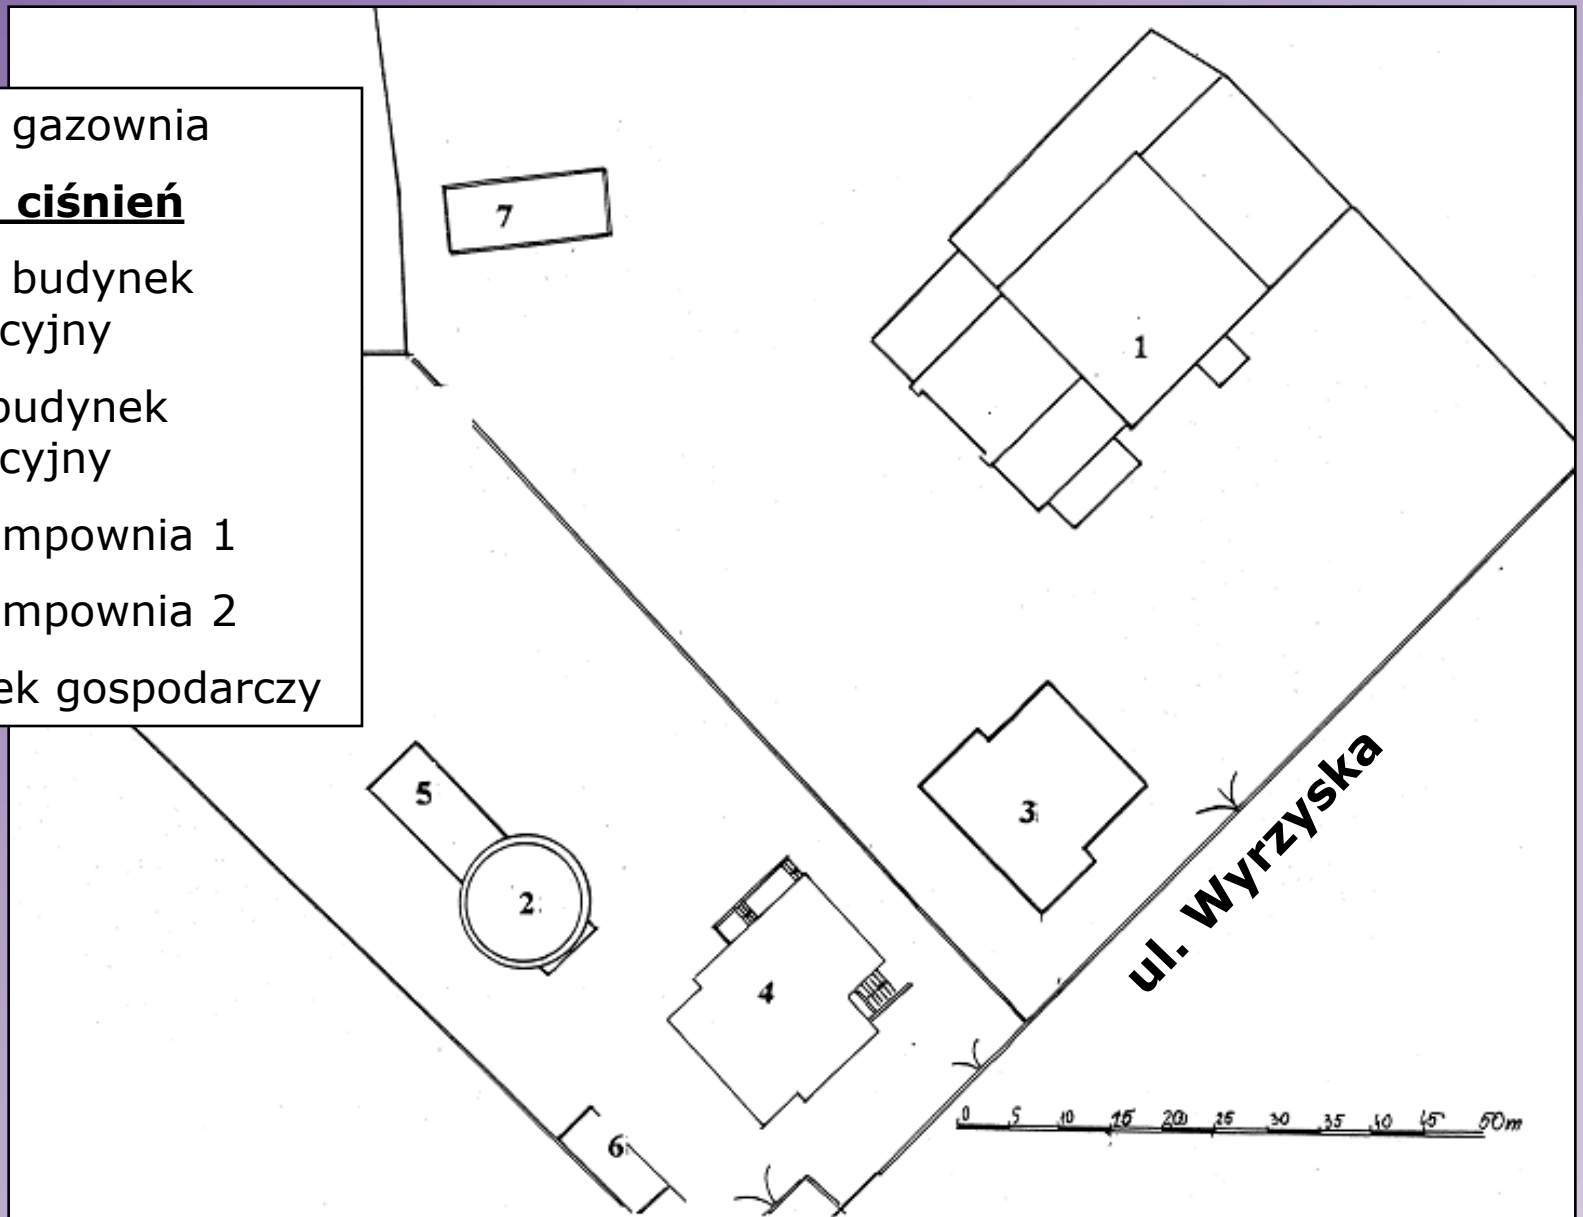 gazownia
ciśnień
budynek
cyjny
budynek
cyjny
mpownia 1
mpownia 2
ek gospodarczy
7
1
5
2
3
4
6
ul. Wyrzyska
0 5 10 15 20 25 30 35 40 45 50m